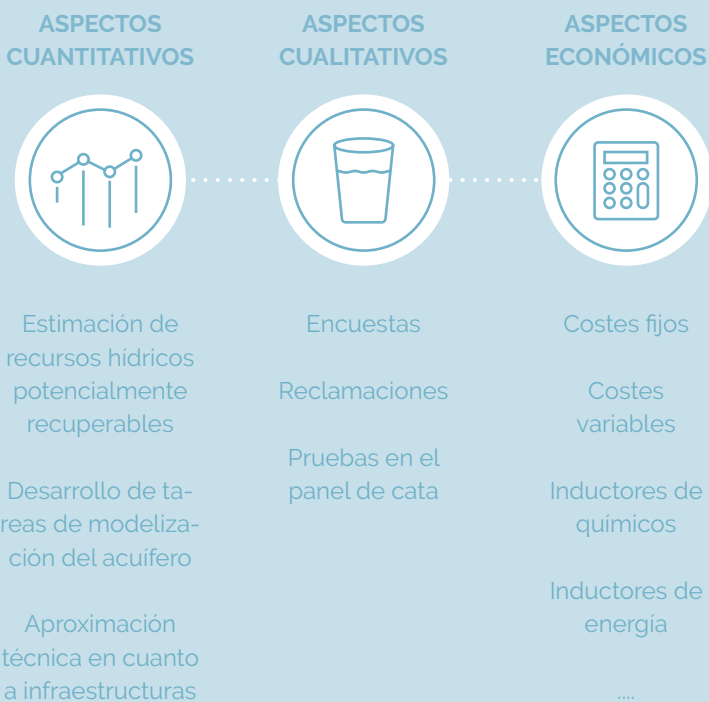 ASPECTOS
CUANTITATIVOS
Estimación de
recursos hídricos
potencialmente
recuperables
Desarrollo de ta-
reas de modeliza-
ción del acuífero
Aproximación
técnica en cuanto
a infraestructuras
ASPECTOS
CUALITATIVOS
Encuestas
Reclamaciones
Pruebas en el
panel de cata
ASPECTOS
ECONÓMICOS
Costes fijos
Costes
variables
Inductores de
químicos
Inductores de
energía
....